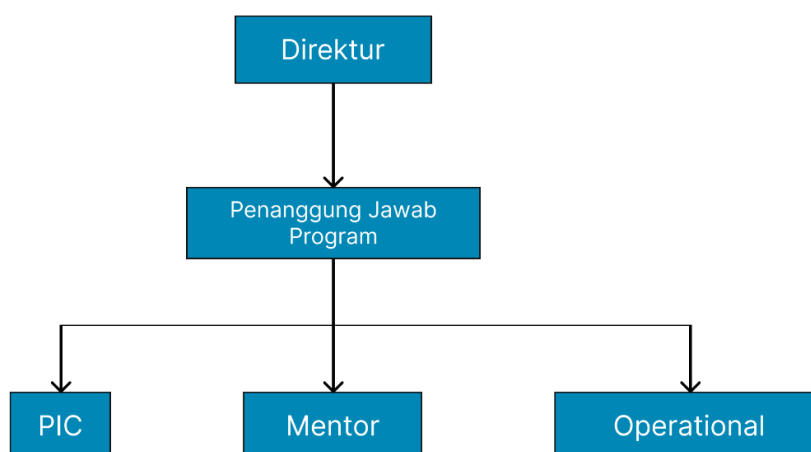 Direktur
Penanggung Jawab
Program
PIC
Mentor
Operational